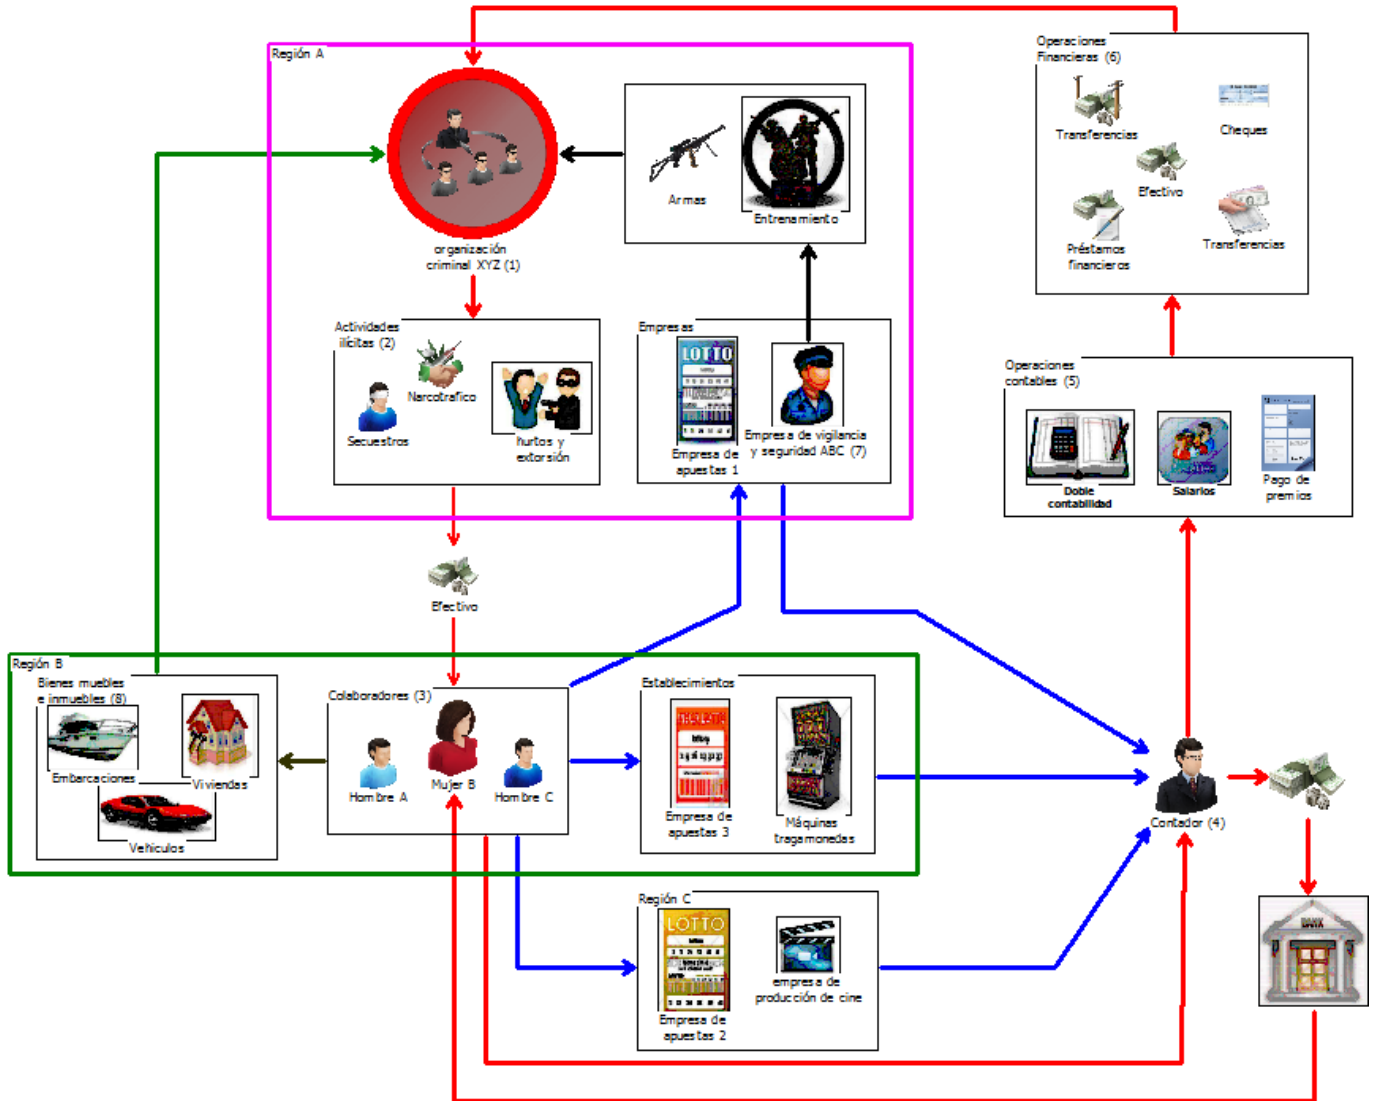 Región A
organización
criminal XYZ (1)
Armas
Entrenamiento
Operaciones
Financieras (6)
Transferencias
Cheques
Efectivo
Préstamos
financieros
Transferencias
Actividades
ilícitas (2)
Narcotrafico
Secuestros
hurtos y
extorsión
Empresas
LOTTO
Empresa de
apuestas 1
Empresa de vigilancia
y seguridad ABC (7)
Operaciones
contables (5)
Doble
contabilidad
Salarios
Pago de
premios
Efectivo
Región B
Bienes muebles
e inmuebles (8)
Embarcaciones
Viviendas
Vehiculos
Colaboradores (3)
Hombre A
Mujer B
Hombre C
Establecimientos
Empresa de
apuestas 3
Máquinas
tragamonedas
Contador (4)
Región C
LOTTO
Empresa de
apuestas 2
empresa de
producción de cine
BANK